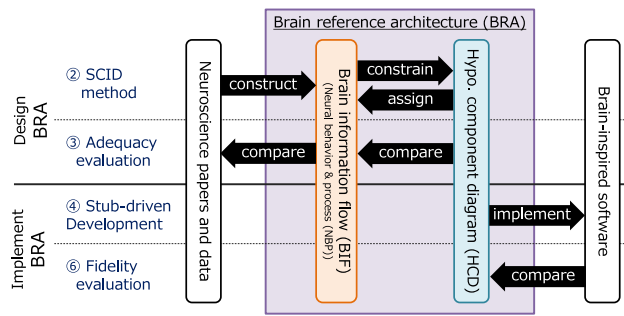 Brain reference architecture (BRA)
Design
BRA
Implement
BRA
② SCID
method
③ Adequacy
evaluation
④ Stub-driven
Development
⑥ Fidelity
evaluation
Neuroscience papers and data
Brain information flow (BIF)
(Neural behavior & process (NBP))
Hypo. component diagram (HCD)
Brain-inspired software
construct
constrain
assign
compare
compare
implement
compare